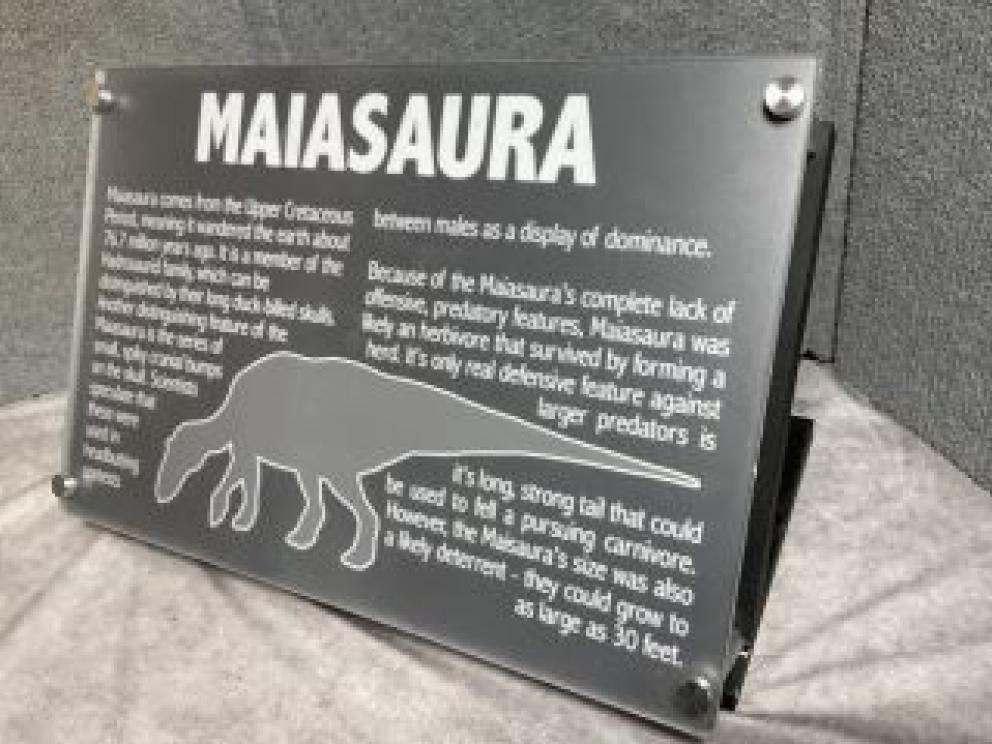 MAIASAURA
Maiasaura comes from the Upper Cretaceous
Period, meaning it wandered the earth about
76.7 million years ago. It is a member of the
Hadrosaurid family, which can be
distinguished by their long duck-billed skulls.
Another distinguishing feature of the
Maiasaura is the series of
small, spiky cranial bumps
on the skull. Scientists
speculate that
these were
used in
headbutting
between males as a display of dominance.
Because of the Maiasaura's complete lack of
offensive, predatory features, Maiasaura was
likely an herbivore that survived by forming a
herd. It's only real defensive feature against
larger predators is
it's long, strong tail that could
be used to fell a pursuing carnivore.
However, the Maisaura's size was also
a likely deterrent - they could grow to
as large as 30 feet.